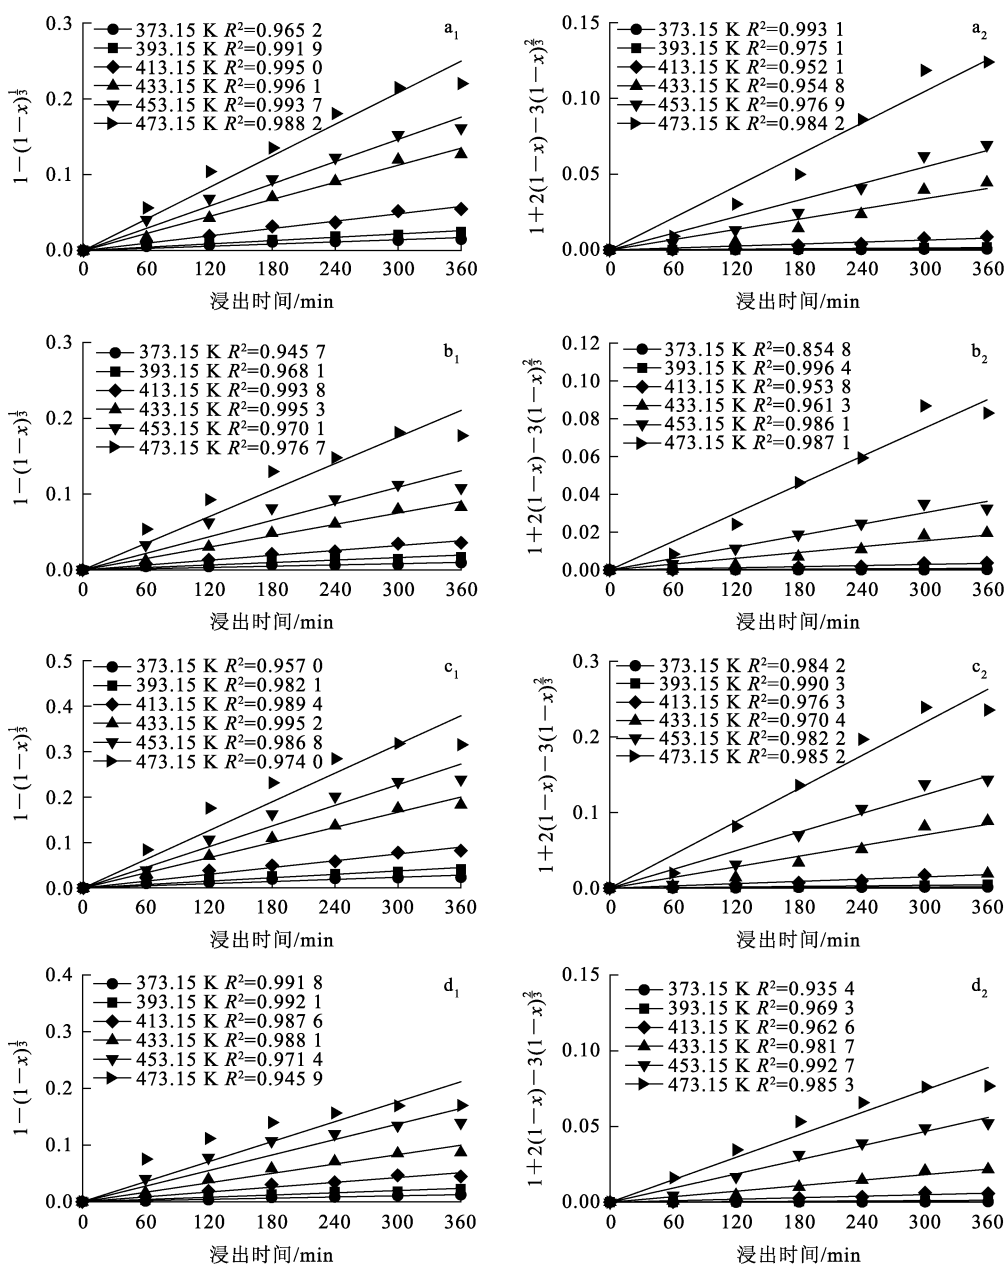 0.3
0.2
0.1
0.0
1−(1−x)^{1/3}
373.15 K R²=0.965 2
393.15 K R²=0.991 9
413.15 K R²=0.995 0
433.15 K R²=0.996 1
453.15 K R²=0.993 7
473.15 K R²=0.988 2
a₁
0 60 120 180 240 300 360
浸出时间/min
0.15
0.10
0.05
0.00
1+2(1−x)−3(1−x)^{2/3}
373.15 K R²=0.993 1
393.15 K R²=0.975 1
413.15 K R²=0.952 1
433.15 K R²=0.954 8
453.15 K R²=0.976 9
473.15 K R²=0.984 2
a₂
0 60 120 180 240 300 360
浸出时间/min
0.3
0.2
0.1
0.0
1−(1−x)^{1/3}
373.15 K R²=0.945 7
393.15 K R²=0.968 1
413.15 K R²=0.993 8
433.15 K R²=0.995 3
453.15 K R²=0.970 1
473.15 K R²=0.976 7
b₁
0 60 120 180 240 300 360
浸出时间/min
0.12
0.10
0.08
0.06
0.04
0.02
0.00
1+2(1−x)−3(1−x)^{2/3}
373.15 K R²=0.854 8
393.15 K R²=0.996 4
413.15 K R²=0.953 8
433.15 K R²=0.961 3
453.15 K R²=0.986 1
473.15 K R²=0.987 1
b₂
0 60 120 180 240 300 360
浸出时间/min
0.5
0.4
0.3
0.2
0.1
0.0
1−(1−x)^{1/3}
373.15 K R²=0.957 0
393.15 K R²=0.982 1
413.15 K R²=0.989 4
433.15 K R²=0.995 2
453.15 K R²=0.986 8
473.15 K R²=0.974 0
c₁
0 60 120 180 240 300 360
浸出时间/min
0.3
0.2
0.1
0.0
1+2(1−x)−3(1−x)^{2/3}
373.15 K R²=0.984 2
393.15 K R²=0.990 3
413.15 K R²=0.976 3
433.15 K R²=0.970 4
453.15 K R²=0.982 2
473.15 K R²=0.985 2
c₂
0 60 120 180 240 300 360
浸出时间/min
0.4
0.3
0.2
0.1
0.0
1−(1−x)^{1/3}
373.15 K R²=0.991 8
393.15 K R²=0.992 1
413.15 K R²=0.987 6
433.15 K R²=0.988 1
453.15 K R²=0.971 4
473.15 K R²=0.945 9
d₁
0 60 120 180 240 300 360
浸出时间/min
0.15
0.10
0.05
0.00
1+2(1−x)−3(1−x)^{2/3}
373.15 K R²=0.935 4
393.15 K R²=0.969 3
413.15 K R²=0.962 6
433.15 K R²=0.981 7
453.15 K R²=0.992 7
473.15 K R²=0.985 3
d₂
0 60 120 180 240 300 360
浸出时间/min